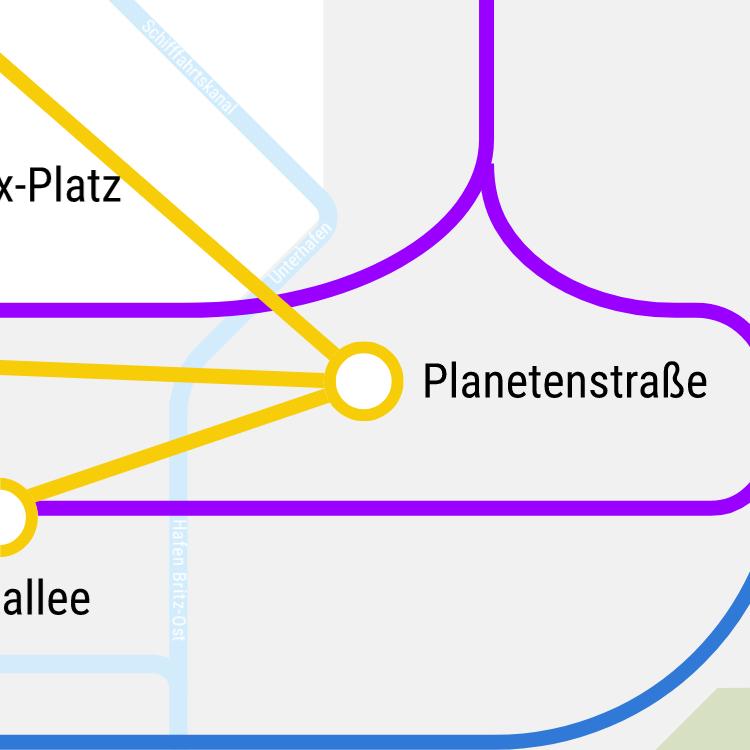 Schifffahrtskanal
x-Platz
Unterhafen
Planetenstraße
Hafen Britz-Ost
allee